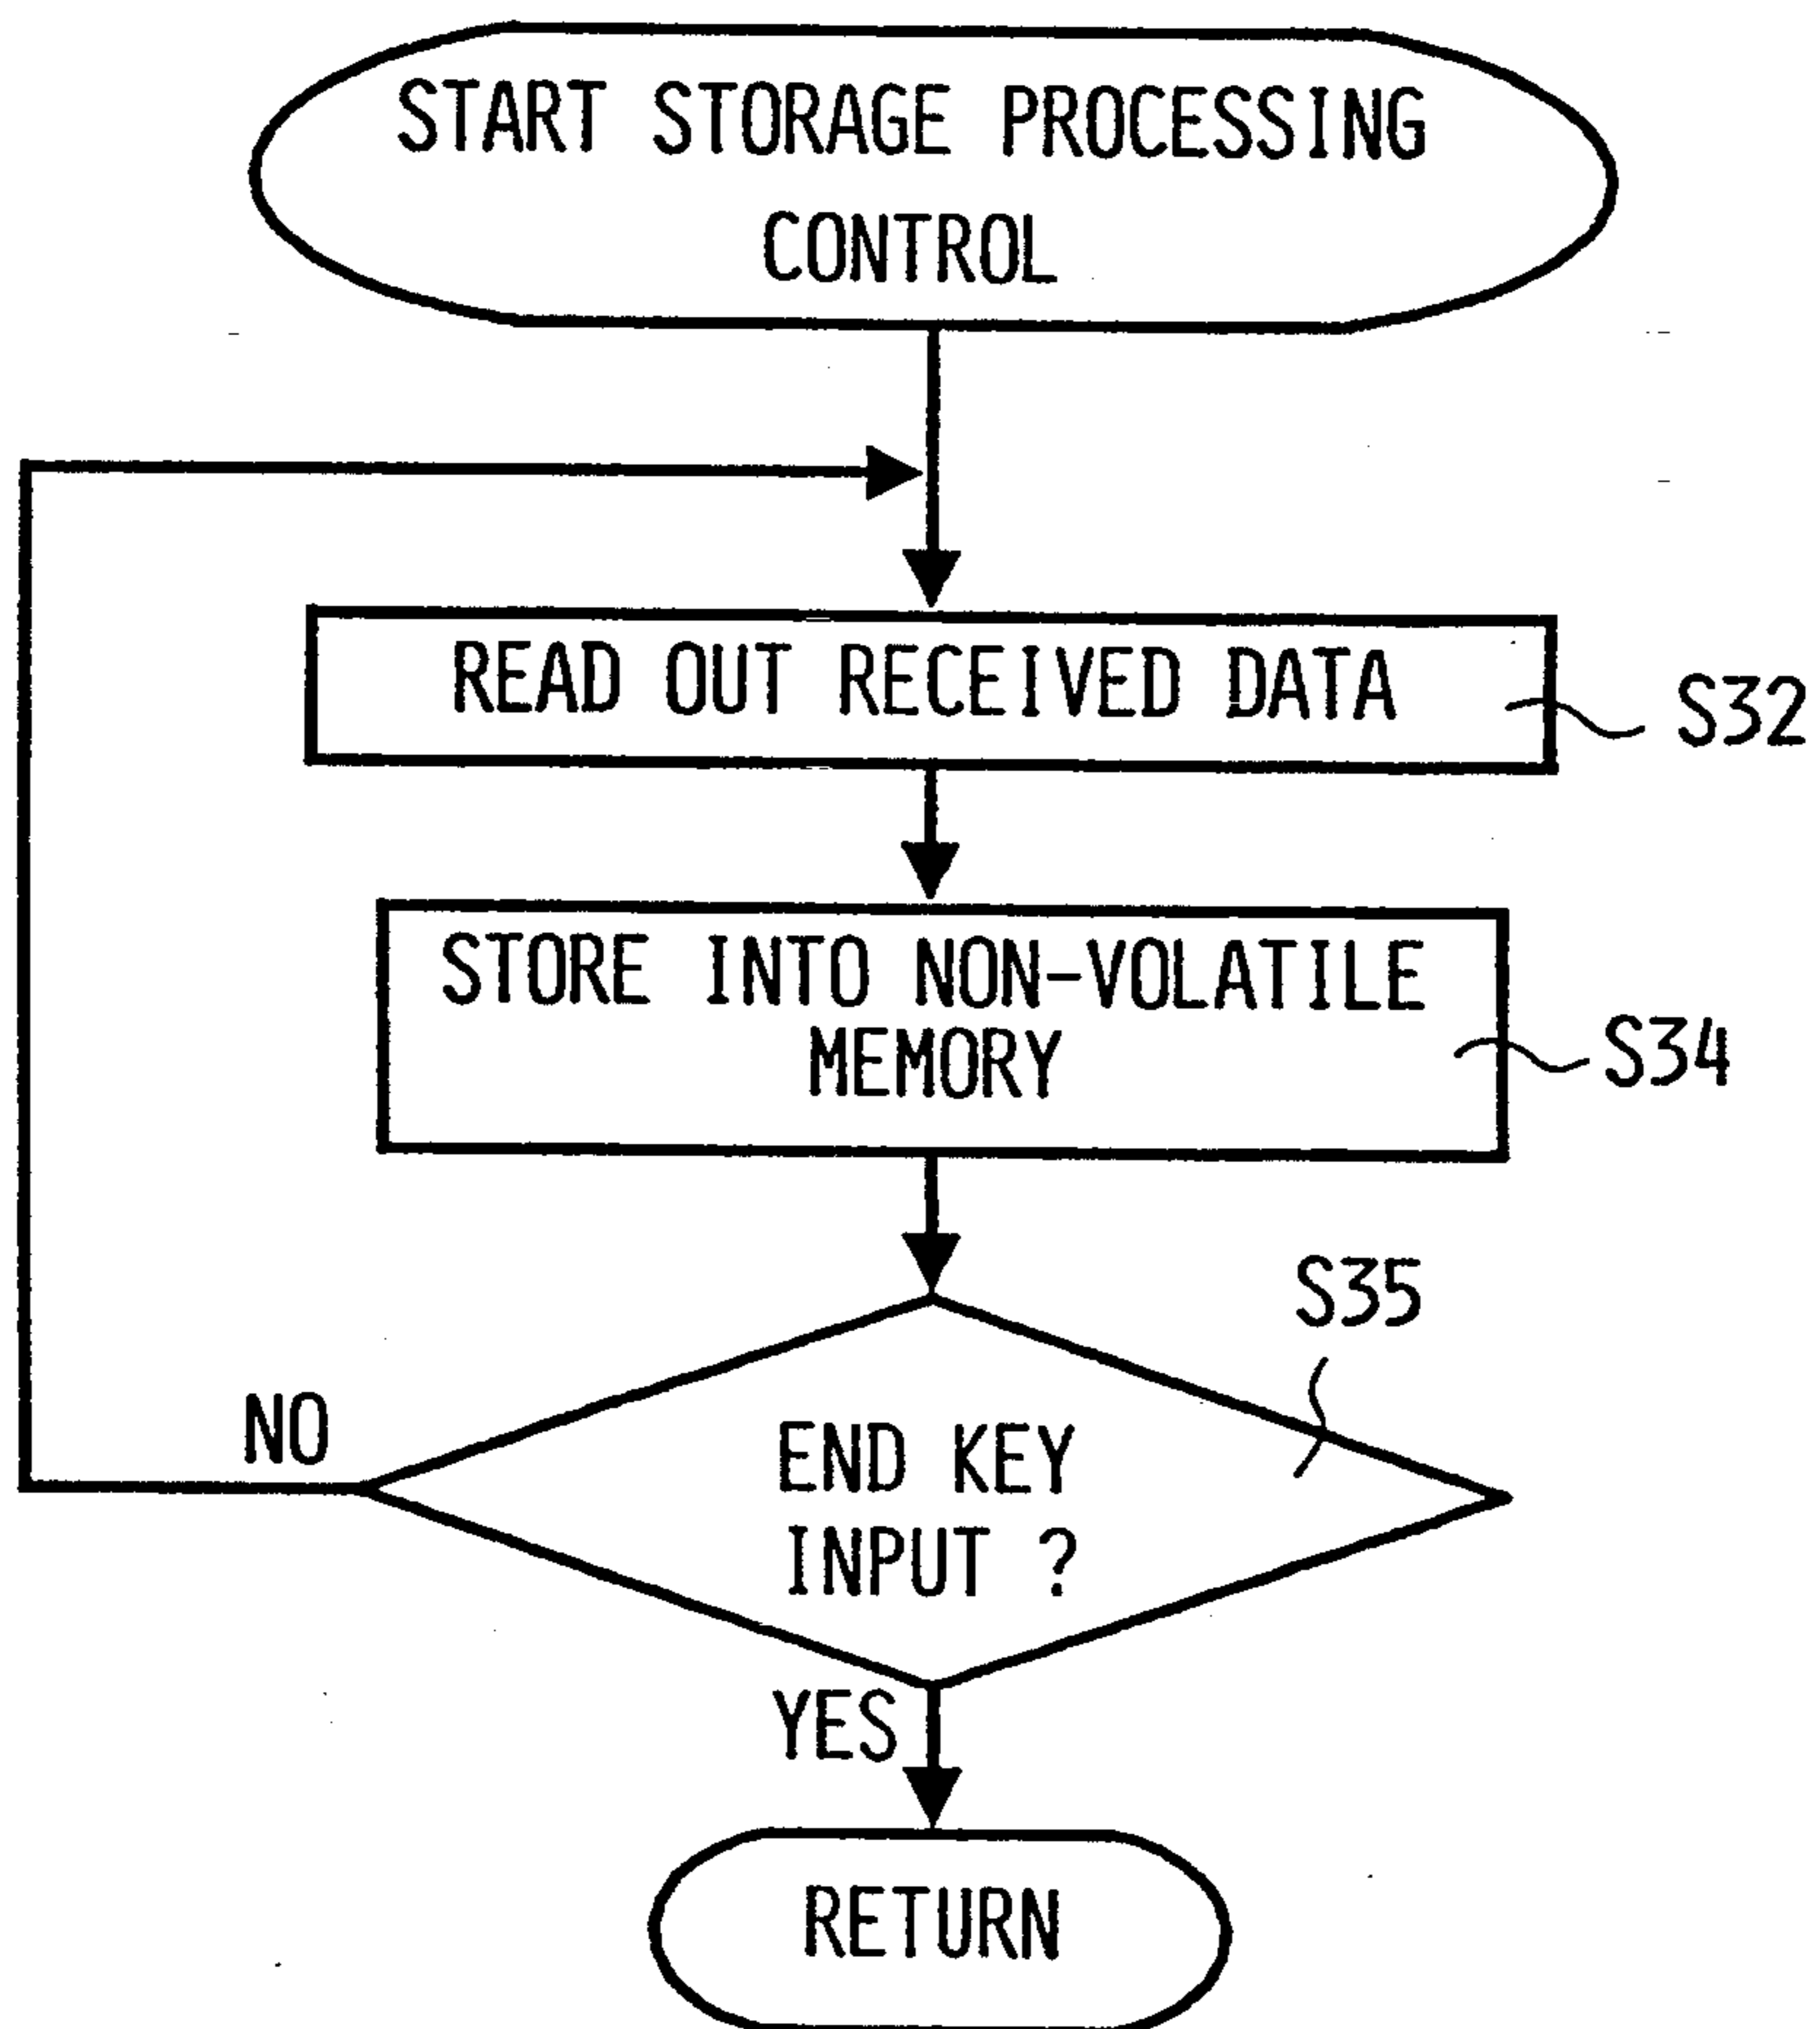 START STORAGE PROCESSING
CONTROL
READ OUT RECEIVED DATA
S32
STORE INTO NON-VOLATILE
MEMORY
S34
S35
NO
END KEY
INPUT ?
YES
RETURN